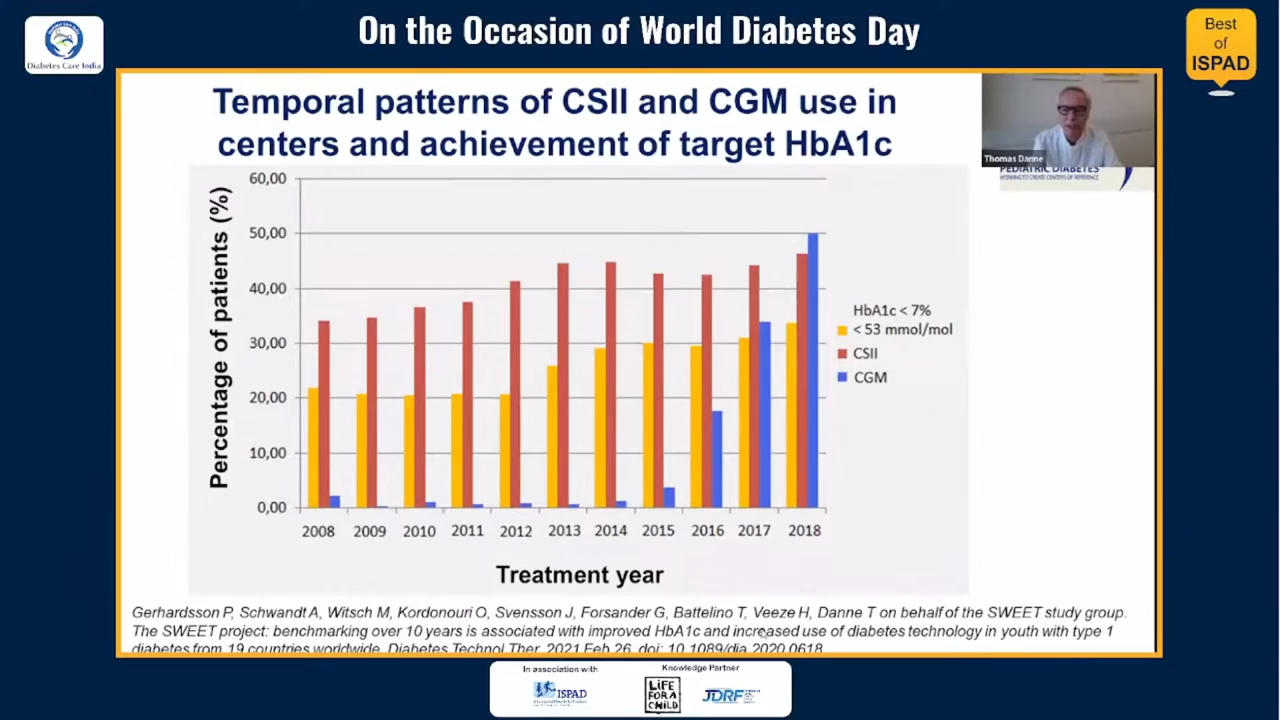 On the Occasion of World Diabetes Day
Diabetes Care India
Best
of
ISPAD
Temporal patterns of CSII and CGM use in
centers and achievement of target HbA1c
Thomas Danne
PEDIATRIC DIABETES
WORKING TO CREATE CENTERS OF REFERENCE
Percentage of patients (%)
60,00
50,00
40,00
30,00
20,00
10,00
0,00
HbA1c < 7%
< 53 mmol/mol
CSII
CGM
2008 2009 2010 2011 2012 2013 2014 2015 2016 2017 2018
Treatment year
Gerhardsson P, Schwandt A, Witsch M, Kordonouri O, Svensson J, Forsander G, Battelino T, Veeze H, Danne T on behalf of the SWEET study group.
The SWEET project: benchmarking over 10 years is associated with improved HbA1c and increased use of diabetes technology in youth with type 1
diabetes from 19 countries worldwide. Diabetes Technol Ther. 2021 Feb 26. doi: 10.1089/dia.2020.0618
In association with
ISPAD
Knowledge Partner
LiFE
FOR A
CHiLD
JDRF